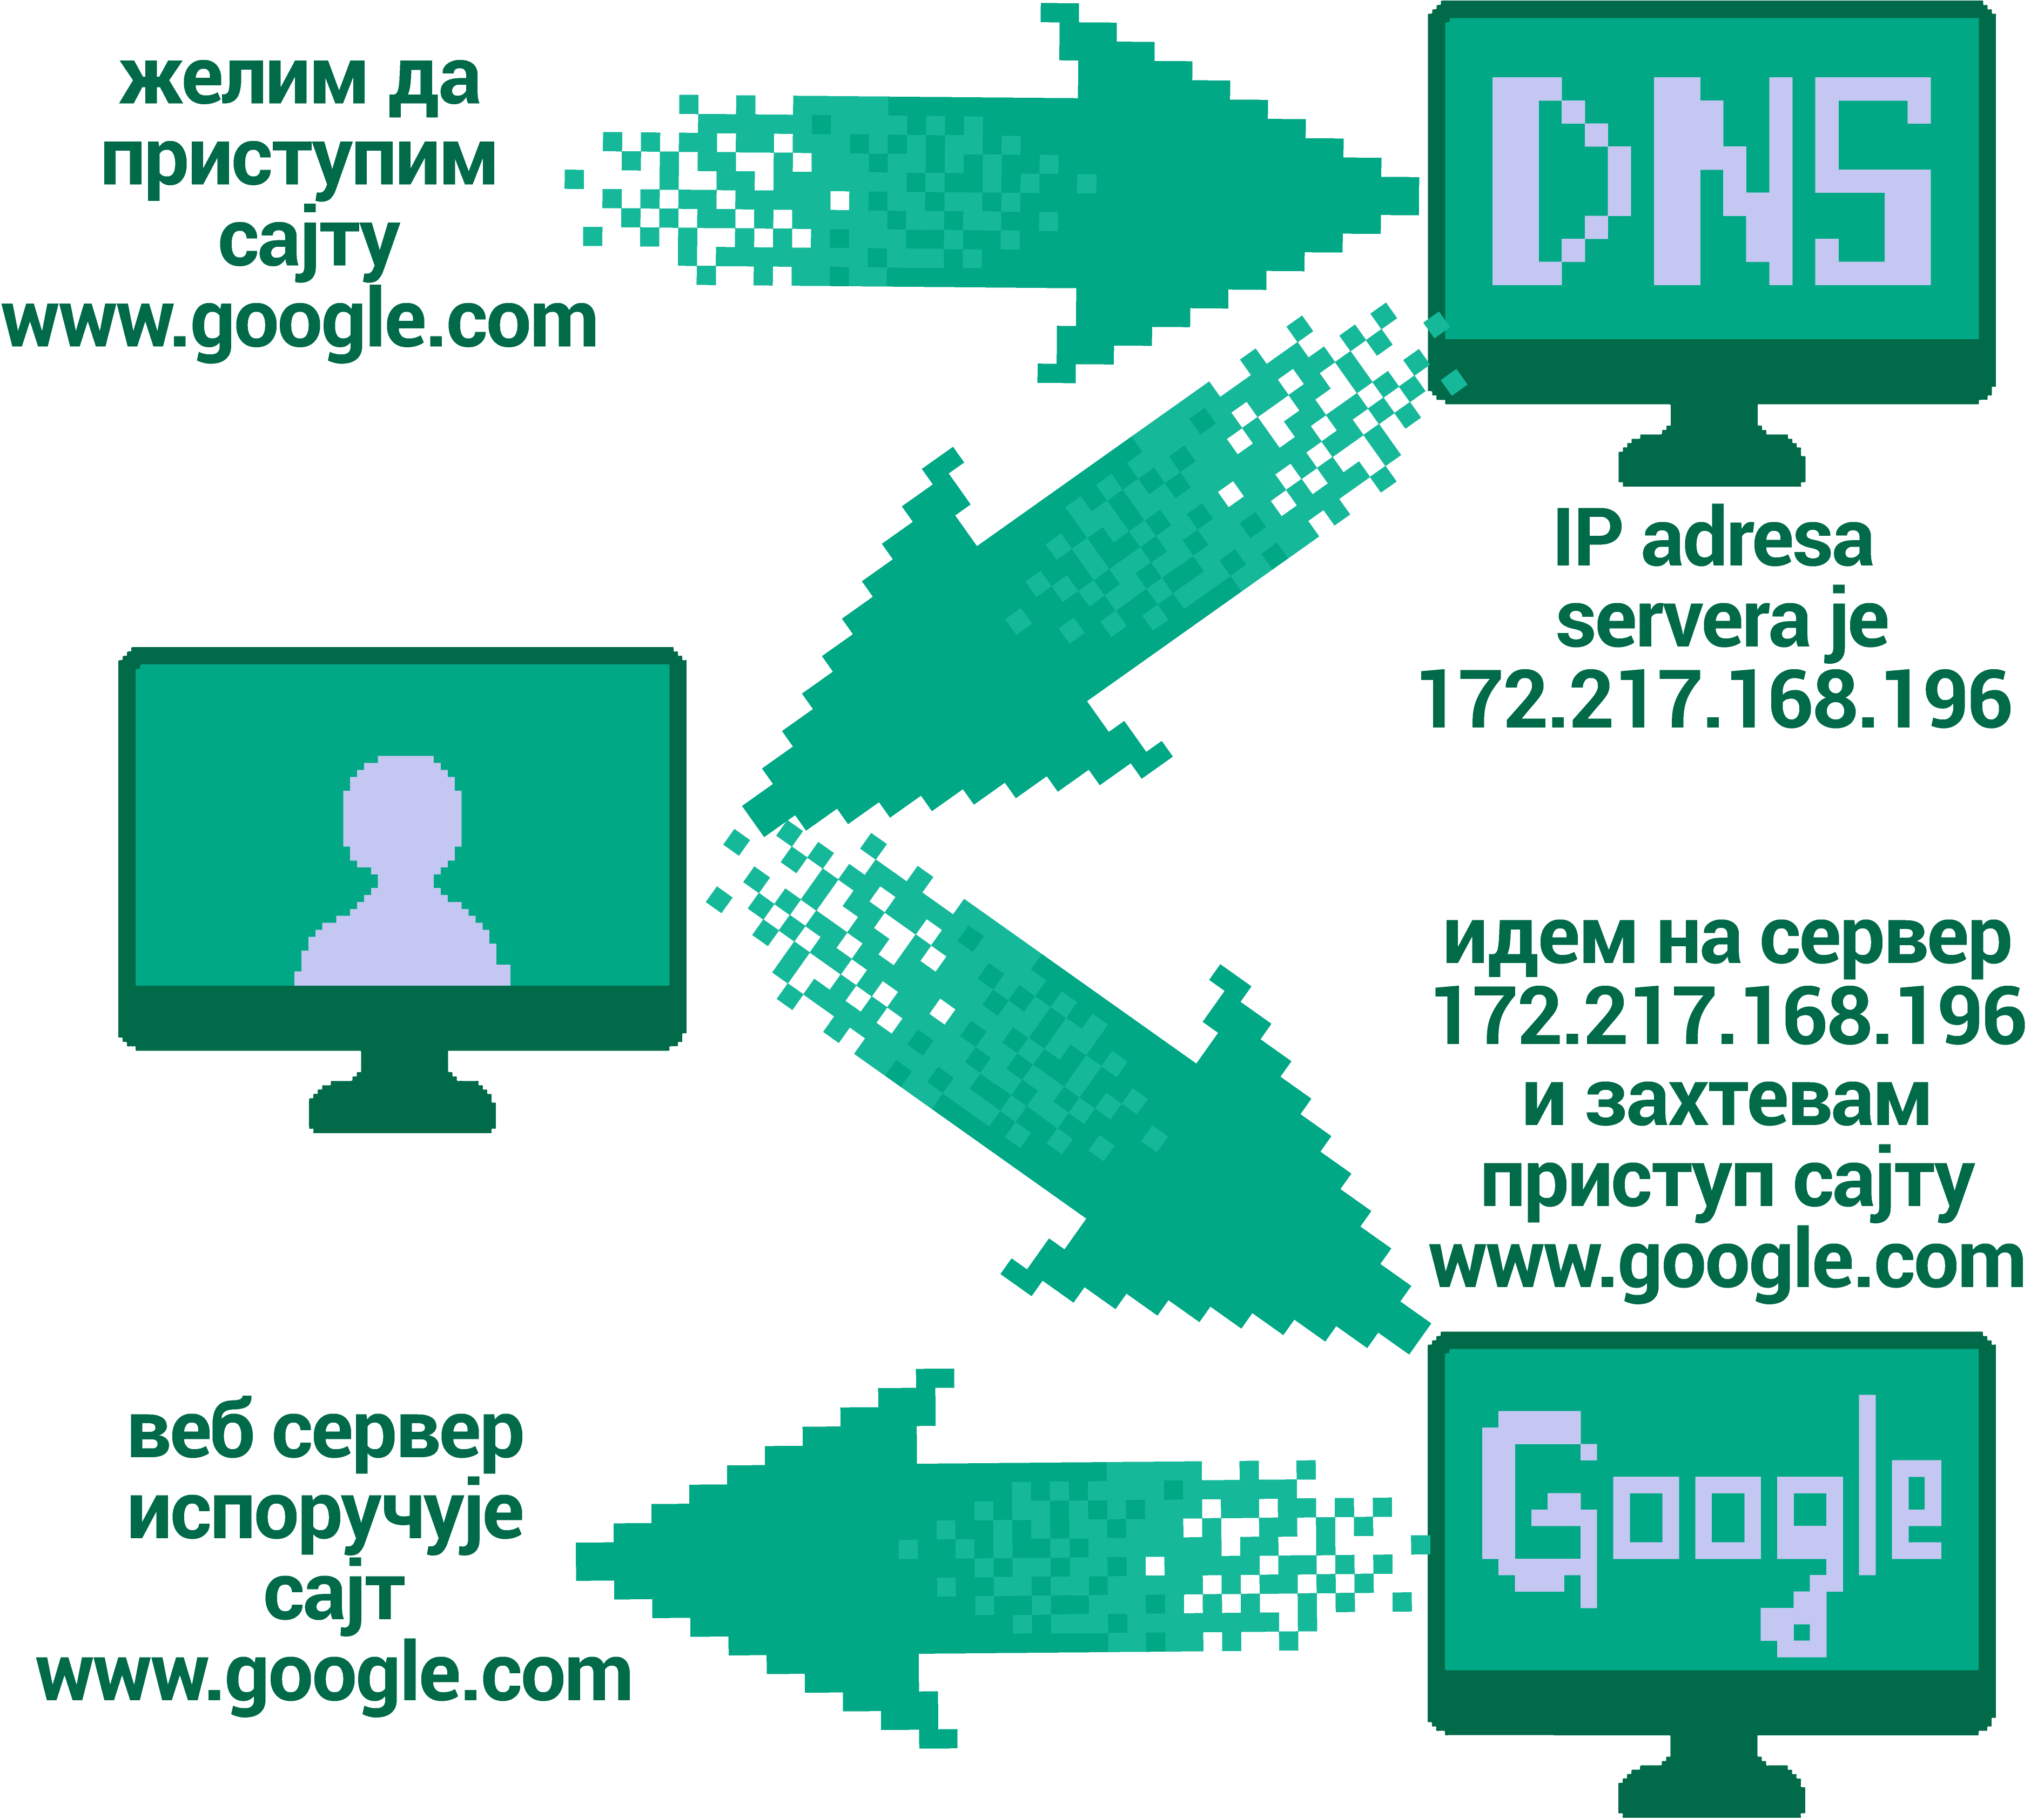 желим да
приступим
сајту
www.google.com
DNS
IP adresa
servera je
172.217.168.196
идем на сервер
172.217.168.196
и захтевам
приступ сајту
www.google.com
веб сервер
испоручује
сајт
www.google.com
Google